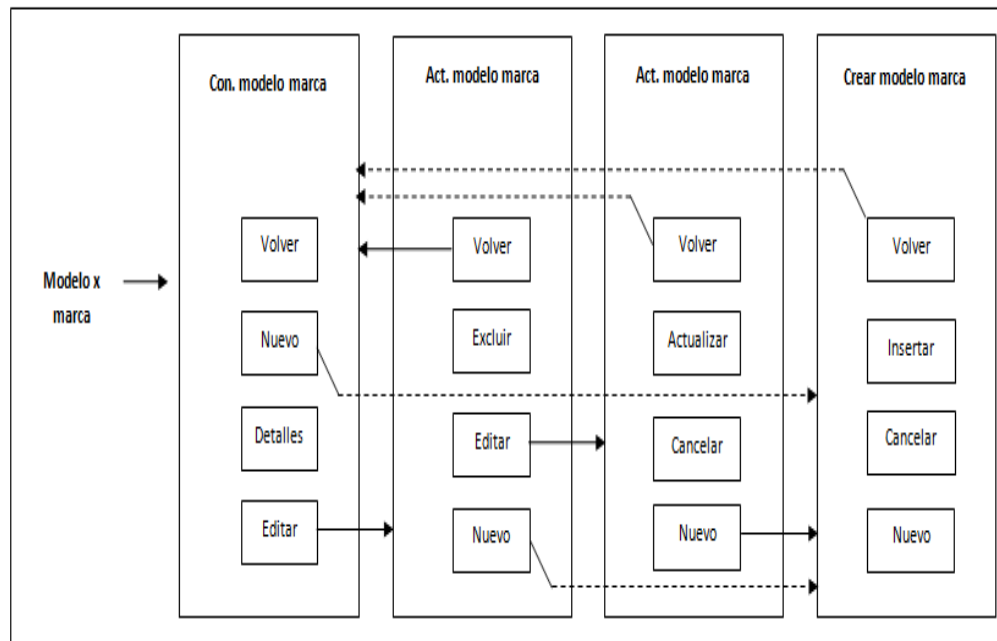 Modelo x
marca
Con. modelo marca
Volver
Nuevo
Detalles
Editar
Act. modelo marca
Volver
Excluir
Editar
Nuevo
Act. modelo marca
Volver
Actualizar
Cancelar
Nuevo
Crear modelo marca
Volver
Insertar
Cancelar
Nuevo